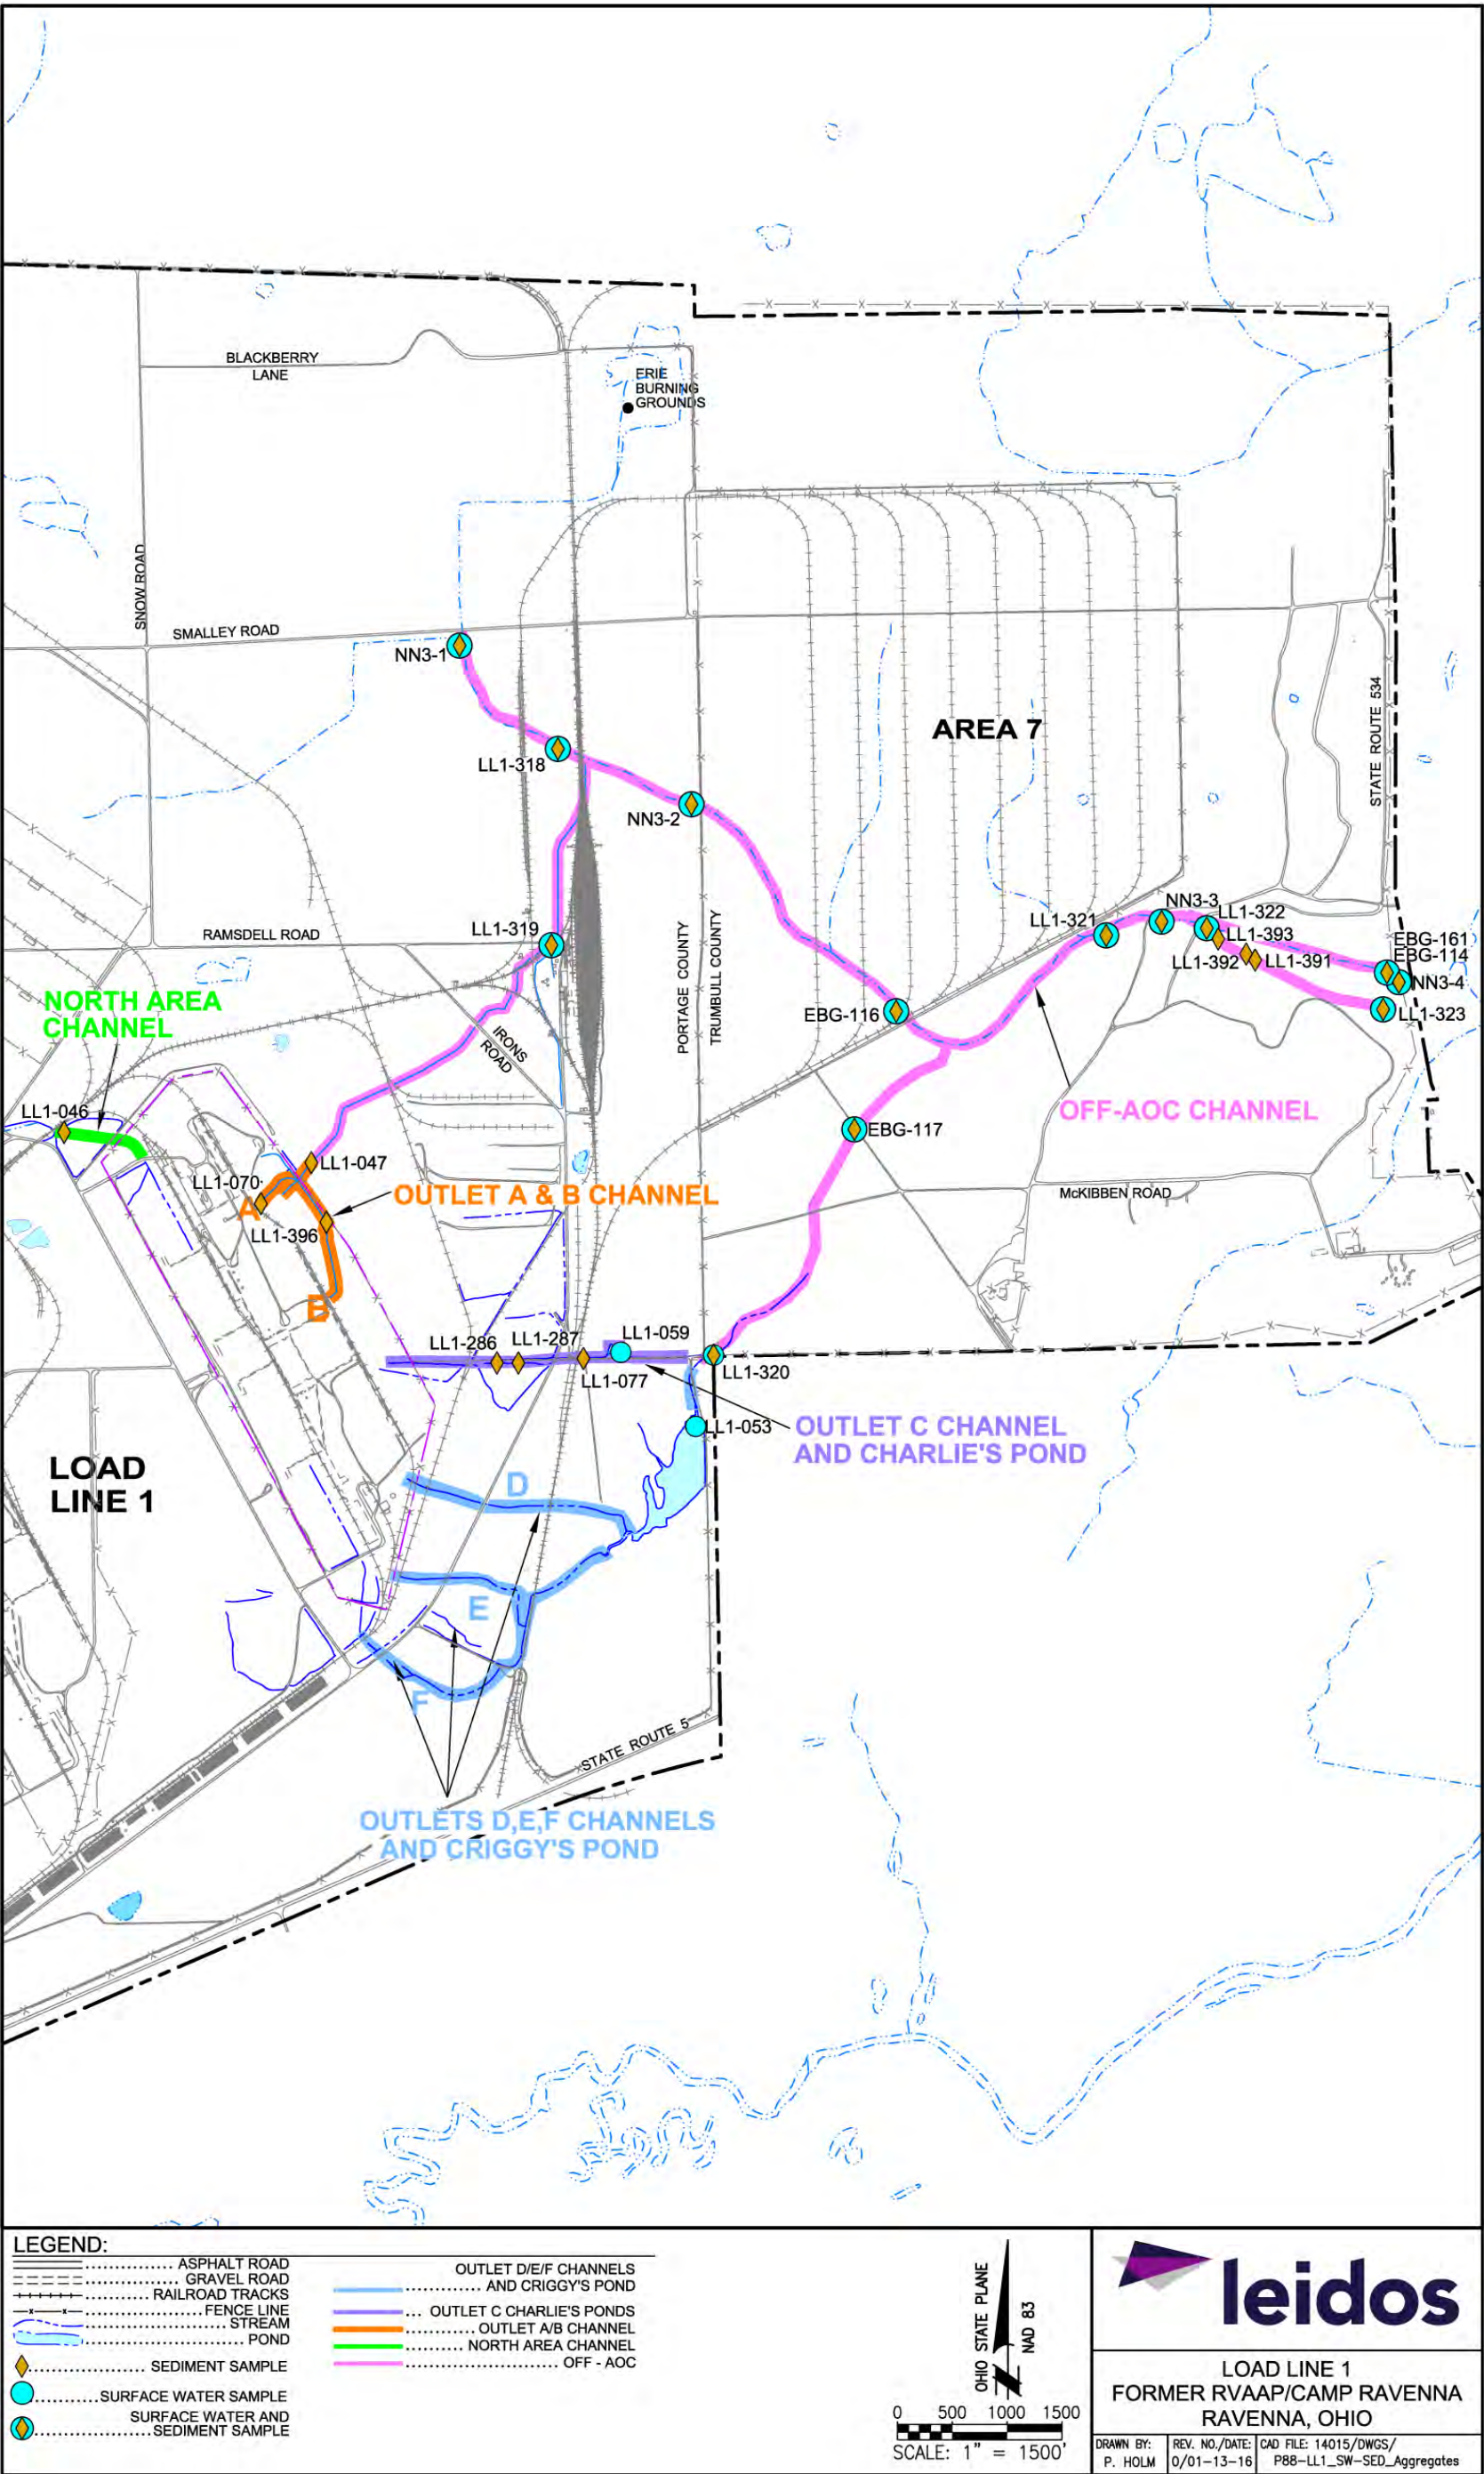 BLACKBERRY
LANE
ERIE
BURNING
GROUNDS
SNOW ROAD
SMALLEY ROAD
NN3-1
LL1-318
NN3-2
AREA 7
STATE ROUTE 534
RAMSDELL ROAD
LL1-319
PORTAGE COUNTY
TRUMBULL COUNTY
LL1-321
NN3-3
LL1-322
LL1-393
LL1-392
LL1-391
EBG-161
EBG-114
NN3-4
LL1-323
NORTH AREA
CHANNEL
IRONS
ROAD
EBG-116
LL1-046
OFF-AOC CHANNEL
EBG-117
LL1-047
LL1-070
A
OUTLET A & B CHANNEL
LL1-396
McKIBBEN ROAD
B
LL1-286
LL1-287
LL1-059
LL1-077
LL1-320
LL1-053
OUTLET C CHANNEL
AND CHARLIE'S POND
LOAD
LINE 1
D
E
F
STATE ROUTE 5
OUTLETS D,E,F CHANNELS
AND CRIGGY'S POND
LEGEND:
ASPHALT ROAD
GRAVEL ROAD
RAILROAD TRACKS
FENCE LINE
STREAM
POND
SEDIMENT SAMPLE
SURFACE WATER SAMPLE
SURFACE WATER AND
SEDIMENT SAMPLE
OUTLET D/E/F CHANNELS
AND CRIGGY'S POND
OUTLET C CHARLIE'S PONDS
OUTLET A/B CHANNEL
NORTH AREA CHANNEL
OFF - AOC
OHIO STATE PLANE
NAD 83
0 500 1000 1500
SCALE: 1" = 1500'
leidos
LOAD LINE 1
FORMER RVAAP/CAMP RAVENNA
RAVENNA, OHIO
DRAWN BY:
P. HOLM
REV. NO./DATE:
0/01-13-16
CAD FILE: 14015/DWGS/
P88-LL1_SW-SED_Aggregates